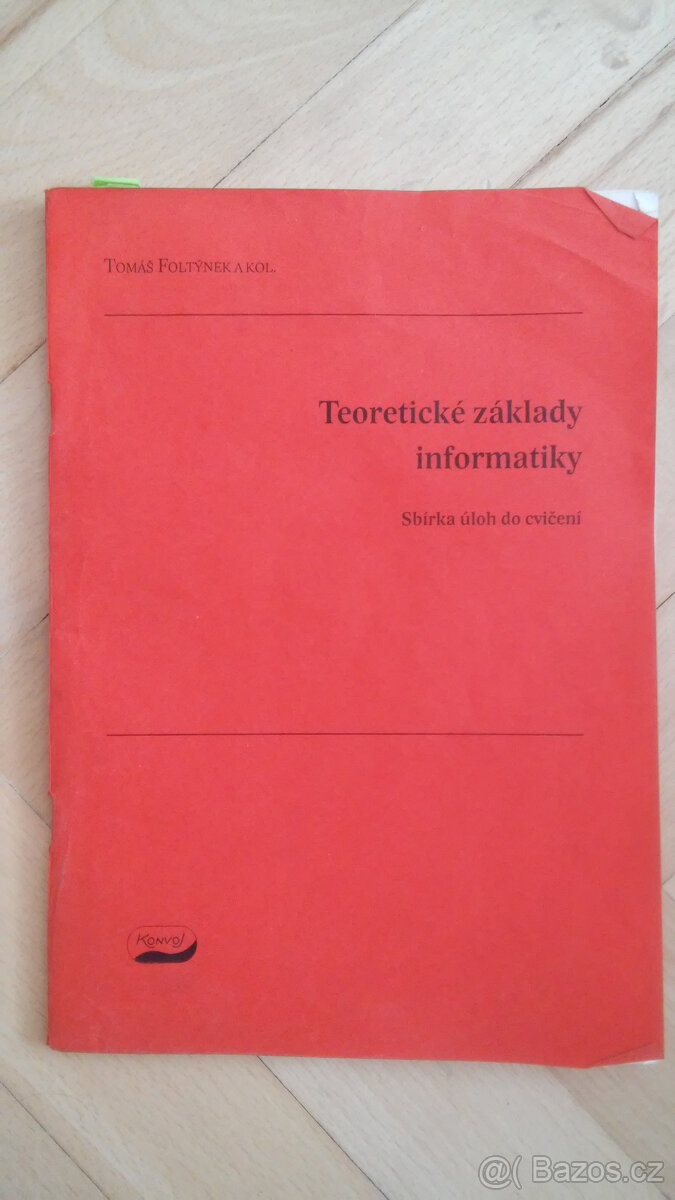 TOMÁŠ FOLTÝNEK A KOL.
Teoretické základy
informatiky
Sbírka úloh do cvičení
KONVOJ
@( Bazos.cz